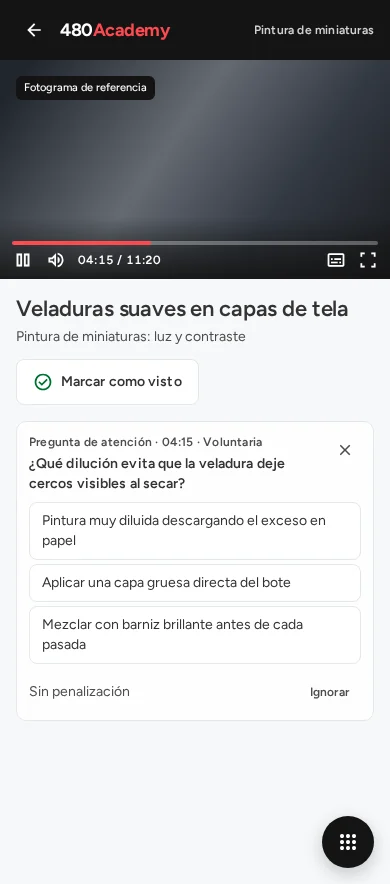 480Academy
Pintura de miniaturas
Fotograma de referencia
04:15 / 11:20
Veladuras suaves en capas de tela
Pintura de miniaturas: luz y contraste
Marcar como visto
Pregunta de atención · 04:15 · Voluntaria
¿Qué dilución evita que la veladura deje
cercos visibles al secar?
Pintura muy diluida descargando el exceso en
papel
Aplicar una capa gruesa directa del bote
Mezclar con barniz brillante antes de cada
pasada
Sin penalización
Ignorar